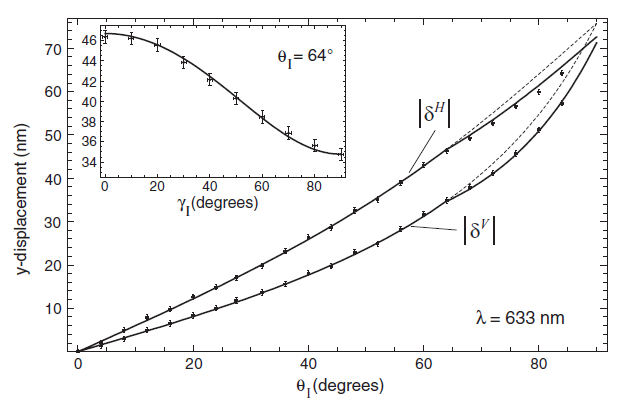 46
44
42
40
38
36
34
0 20 40 60 80
γI(degrees)
θI= 64°
|δH|
|δV|
λ = 633 nm
70
60
50
40
30
20
10
y-displacement (nm)
0 20 40 60 80
θI(degrees)